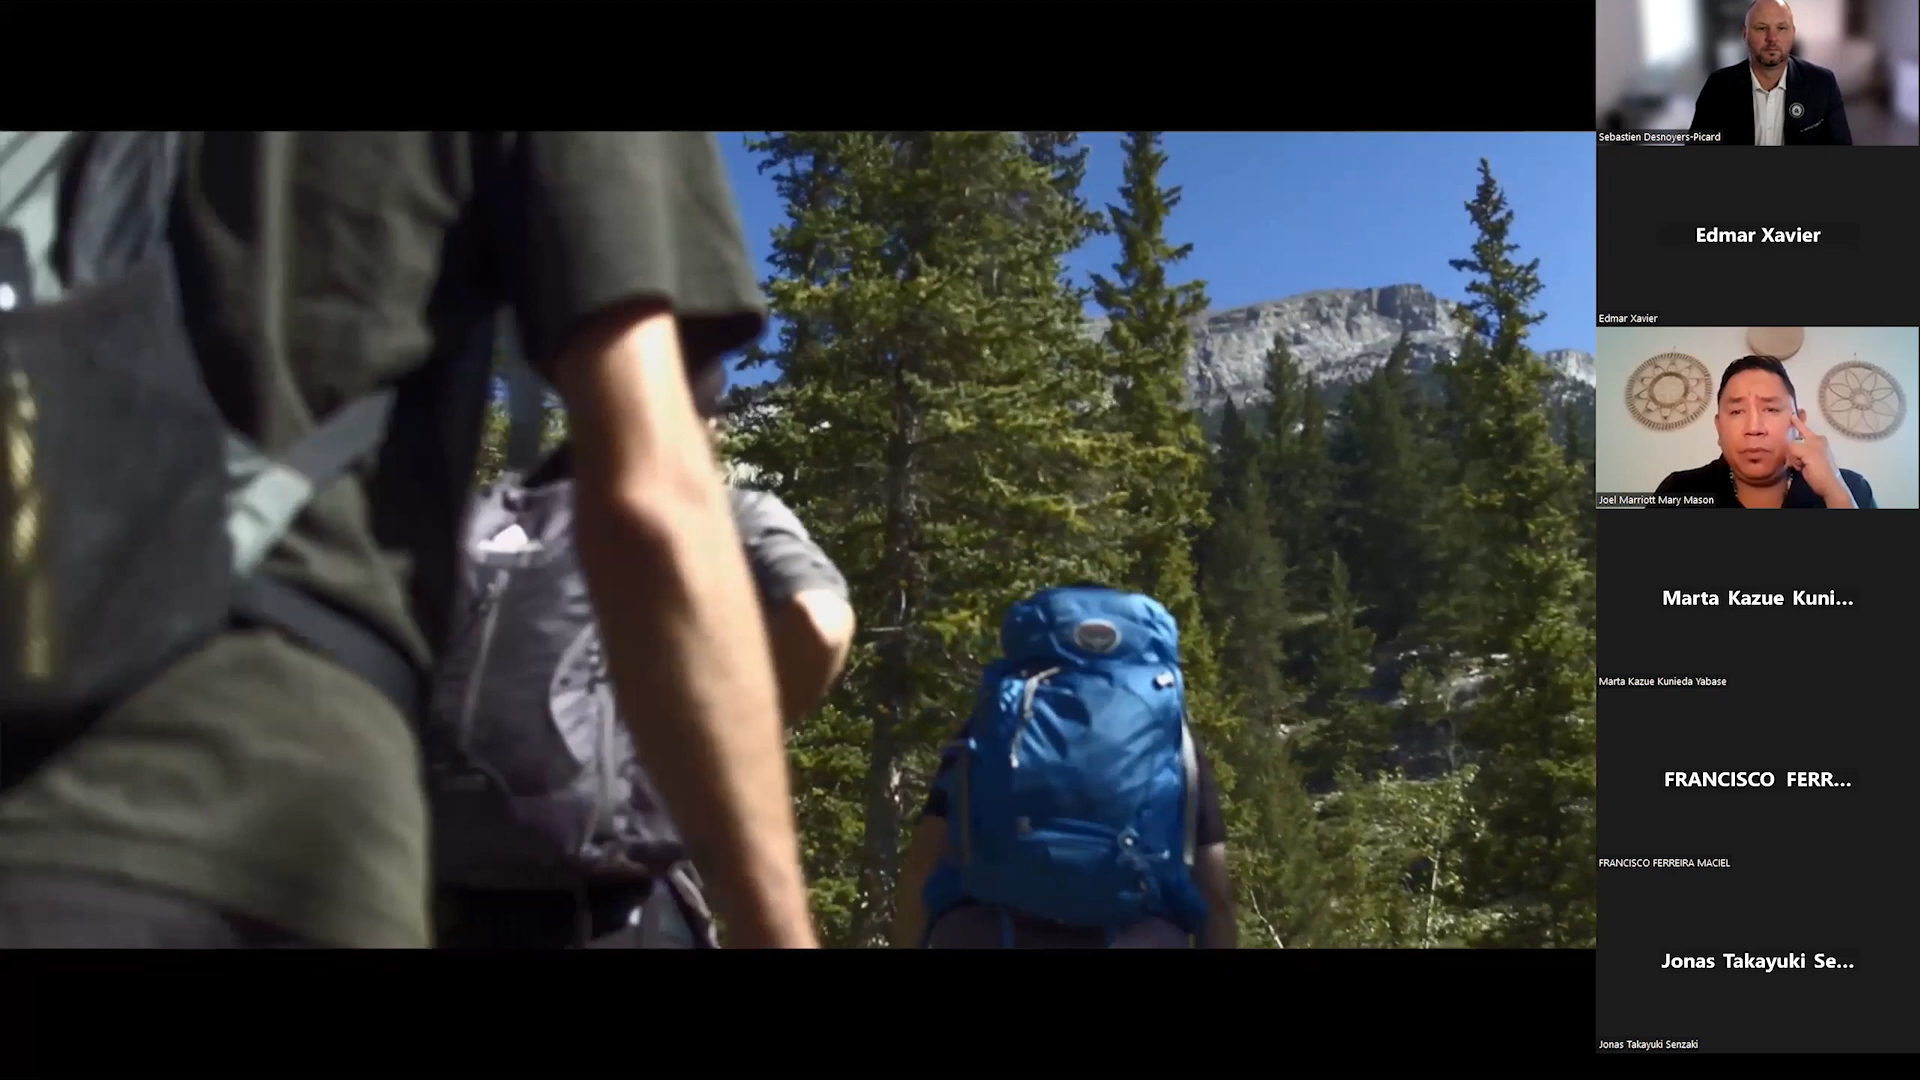 Sebastien Desnoyers-Picard
Edmar Xavier
Edmar Xavier
Joel Marriott Mary Mason
Marta Kazue Kuni...
Marta Kazue Kunieda Yabase
FRANCISCO FERR...
FRANCISCO FERREIRA MACIEL
Jonas Takayuki Se...
Jonas Takayuki Senzaki